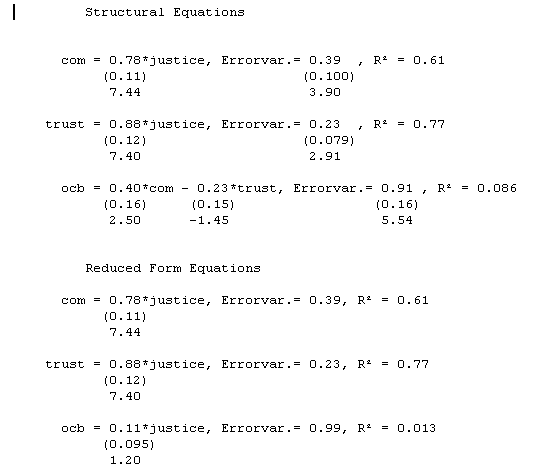 Structural Equations
com = 0.78*justice, Errorvar.= 0.39 , R² = 0.61
(0.11) (0.100)
7.44 3.90
trust = 0.88*justice, Errorvar.= 0.23 , R² = 0.77
(0.12) (0.079)
7.40 2.91
ocb = 0.40*com - 0.23*trust, Errorvar.= 0.91 , R² = 0.086
(0.16) (0.15) (0.16)
2.50 -1.45 5.54
Reduced Form Equations
com = 0.78*justice, Errorvar.= 0.39, R² = 0.61
(0.11)
7.44
trust = 0.88*justice, Errorvar.= 0.23, R² = 0.77
(0.12)
7.40
ocb = 0.11*justice, Errorvar.= 0.99, R² = 0.013
(0.095)
1.20